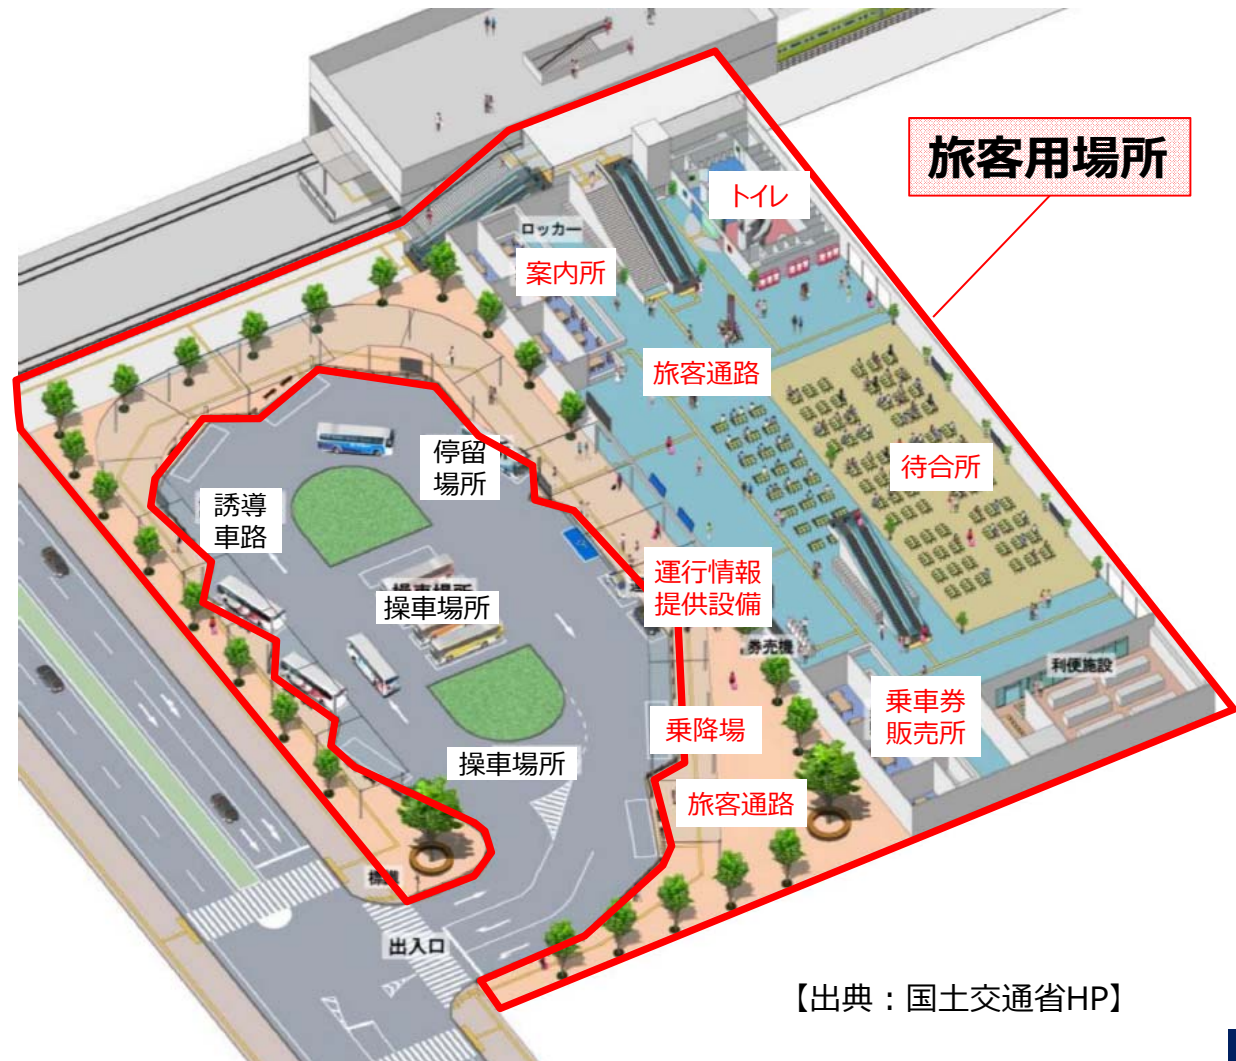 旅客用場所
トイレ
ロッカー
案内所
旅客通路
停留
場所
待合所
誘導
車路
運行情報
提供設備
操車場所
操車場所
券売機
利便施設
乗車券
販売所
乗降場
操車場所
旅客通路
出入口
【出典：国土交通省HP】